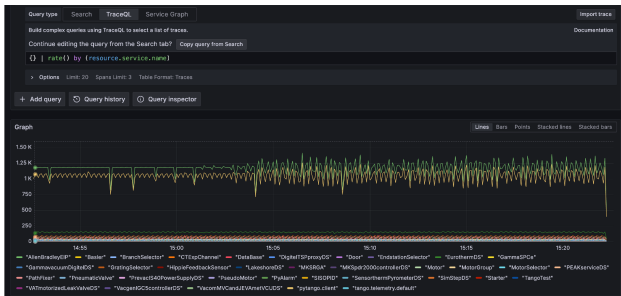 Query type Search TraceQL Service Graph Import trace
Build complex queries using TraceQL to select a list of traces. Documentation
Continue editing the query from the Search tab? Copy query from Search
{} | rate() by (resource.service.name)
> Options Limit: 20 Spans Limit: 3 Table Format: Traces
+ Add query Query history Query inspector
Graph Lines Bars Points Stacked lines Stacked bars
1.50 K
1.25 K
1 K
750
500
250
0
14:55 15:00 15:05 15:10 15:15 15:20
"AllenBradleyEIP" "Basler" "BranchSelector" "CTExpChannel" "DataBase" "DigitelTSPproxyDS" "Door" "EndstationSelector" "EurothermDS" "GammaSPCe"
"GammavacuumDigitelDS" "GratingSelector" "HippieFeedbackSensor" "LakeshoreDS" "MKSRGA" "MKSpdr2000controllerDS" "Motor" "MotorGroup" "MotorSelector" "PEAKserviceDS"
"PathFixer" "PneumaticValve" "PrevacIS40PowerSupplyDS" "PseudoMotor" "PyAlarm" "SISOPID" "SensorthermPyrometerDS" "SimStepDS" "Starter" "TangoTest"
"VATmotorizedLeakValveDS" "VacgenIGC5controllerDS" "VacomMVCandJEVAmetVCUDS" "pytango.client" "tango.telemetry.default"